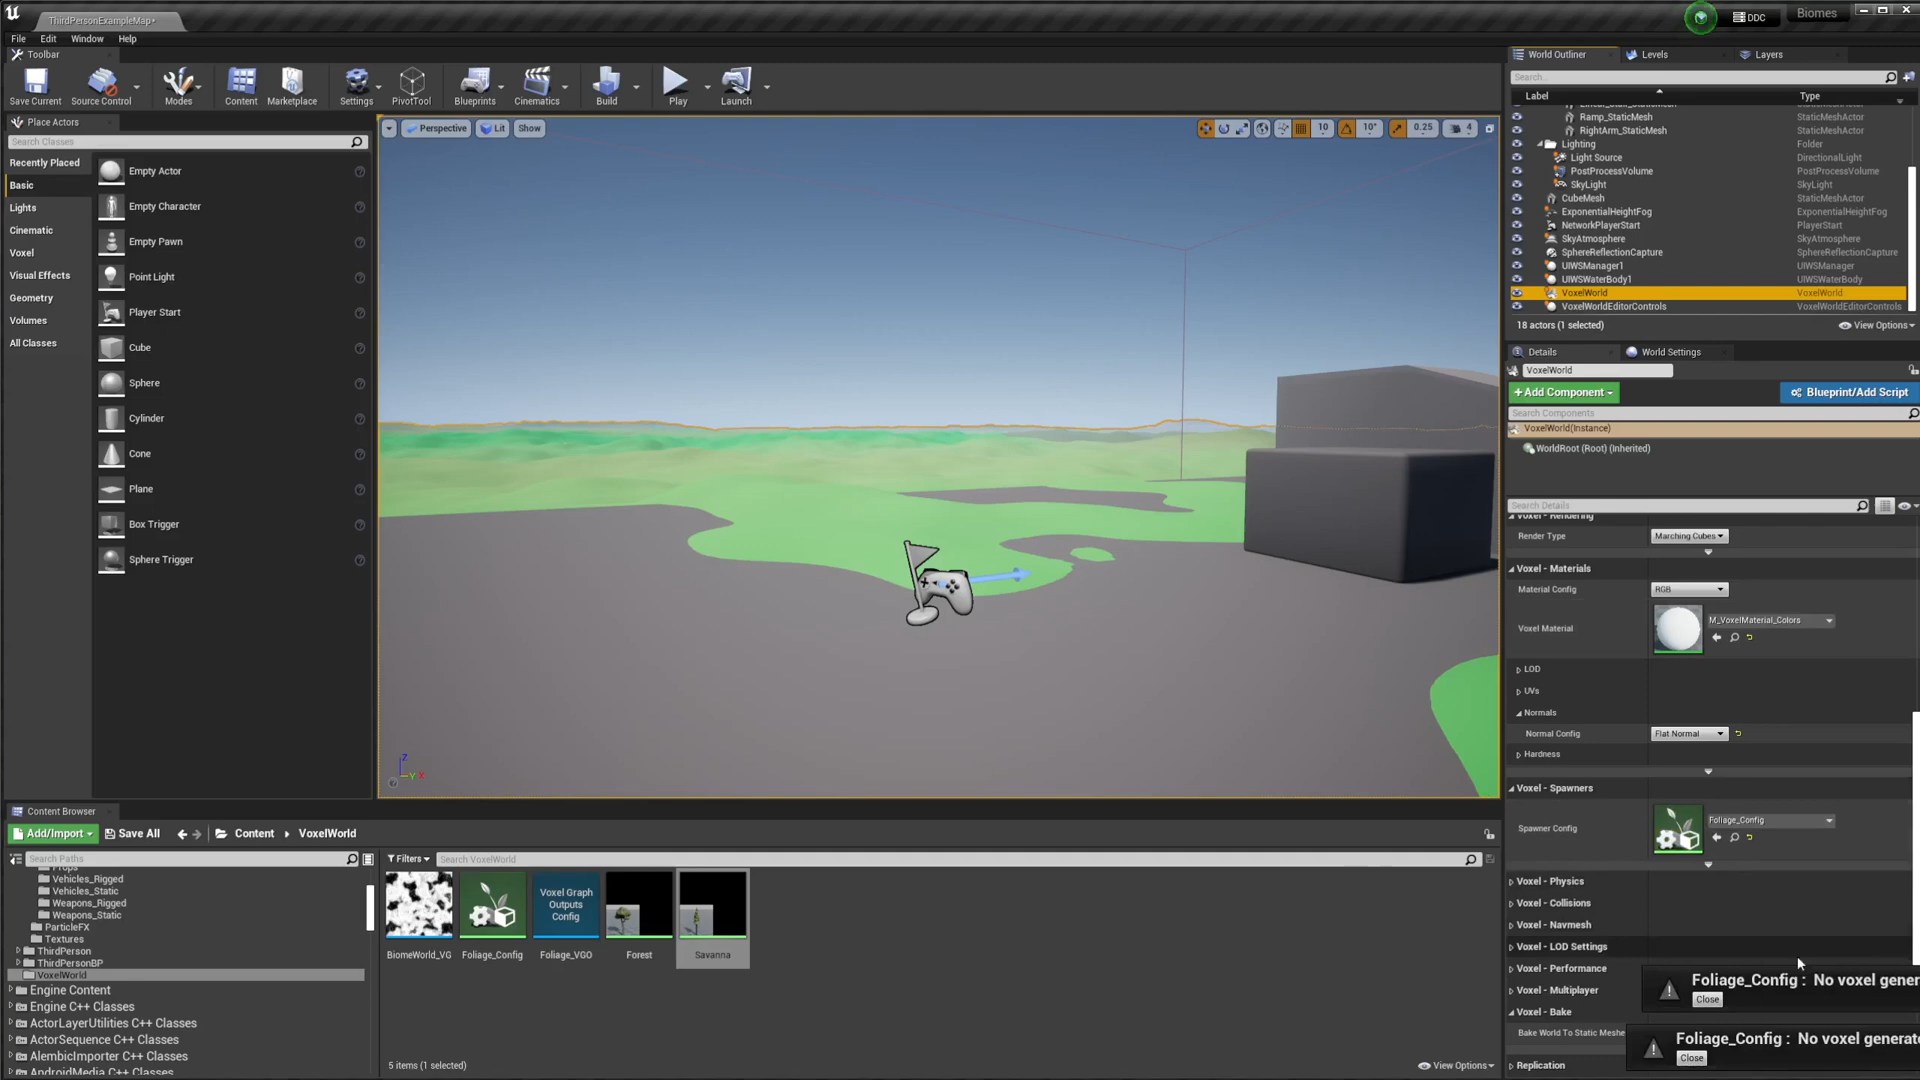 ThirdPersonExampleMap*
DDC
Biomes
File Edit Window Help
Toolbar
Save Current
Source Control
Modes
Content
Marketplace
Settings
PivotTool
Blueprints
Cinematics
Build
Play
Launch
Place Actors
Search Classes
Recently Placed
Basic
Lights
Cinematic
Voxel
Visual Effects
Geometry
Volumes
All Classes
Empty Actor
Empty Character
Empty Pawn
Point Light
Player Start
Cube
Sphere
Cylinder
Cone
Plane
Box Trigger
Sphere Trigger
Perspective
Lit
Show
10
10°
0.25
4
Z
Y X
World Outliner
Levels
Layers
Search...
Label Type
StaticMeshActor
Ramp_StaticMesh StaticMeshActor
RightArm_StaticMesh StaticMeshActor
Lighting Folder
Light Source DirectionalLight
PostProcessVolume PostProcessVolume
SkyLight SkyLight
CubeMesh StaticMeshActor
ExponentialHeightFog ExponentialHeightFog
NetworkPlayerStart PlayerStart
SkyAtmosphere SkyAtmosphere
SphereReflectionCapture SphereReflectionCapture
UIWSManager1 UIWSManager
UIWSWaterBody1 UIWSWaterBody
VoxelWorld VoxelWorld
VoxelWorldEditorControls VoxelWorldEditorControls
18 actors (1 selected)
View Options
Details
World Settings
VoxelWorld
+Add Component
Blueprint/Add Script
Search Components
VoxelWorld(Instance)
WorldRoot (Root) (Inherited)
Search Details
Voxel - Rendering
Render Type Marching Cubes
Voxel - Materials
Material Config RGB
Voxel Material M_VoxelMaterial_Colors
LOD
UVs
Normals
Normal Config Flat Normal
Hardness
Voxel - Spawners
Spawner Config Foliage_Config
Voxel - Physics
Voxel - Collisions
Voxel - Navmesh
Voxel - LOD Settings
Voxel - Performance
Voxel - Multiplayer
Voxel - Bake
Bake World To Static Meshe
Replication
Foliage_Config : No voxel gener
Close
Foliage_Config : No voxel generat
Close
Content Browser
Add/Import
Save All
Content
VoxelWorld
Search Paths
Props
Vehicles_Rigged
Vehicles_Static
Weapons_Rigged
Weapons_Static
ParticleFX
Textures
ThirdPerson
ThirdPersonBP
VoxelWorld
Engine Content
Engine C++ Classes
ActorLayerUtilities C++ Classes
ActorSequence C++ Classes
AlembicImporter C++ Classes
AndroidMedia C++ Classes
Filters
Search VoxelWorld
Voxel Graph
Outputs
Config
BiomeWorld_VG
Foliage_Config
Foliage_VGO
Forest
Savanna
5 items (1 selected)
View Options